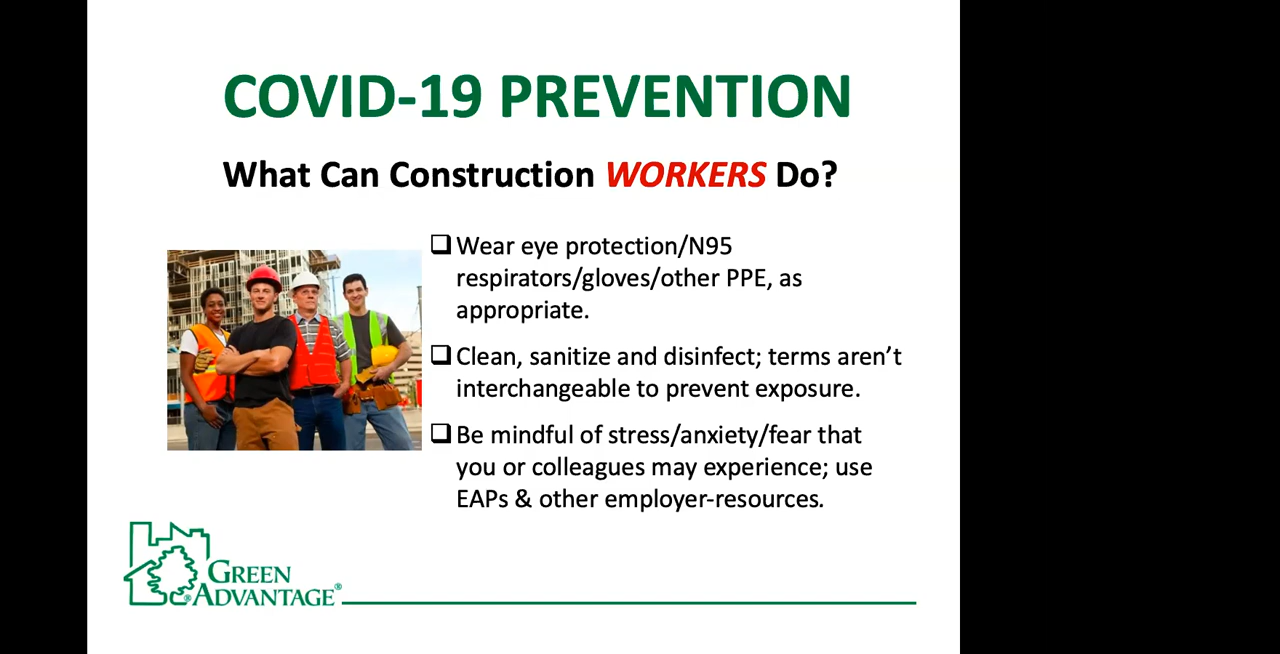 COVID-19 PREVENTION
What Can Construction WORKERS Do?
Wear eye protection/N95
respirators/gloves/other PPE, as
appropriate.
Clean, sanitize and disinfect; terms aren’t
interchangeable to prevent exposure.
Be mindful of stress/anxiety/fear that
you or colleagues may experience; use
EAPs & other employer-resources.
GREEN
ADVANTAGE®